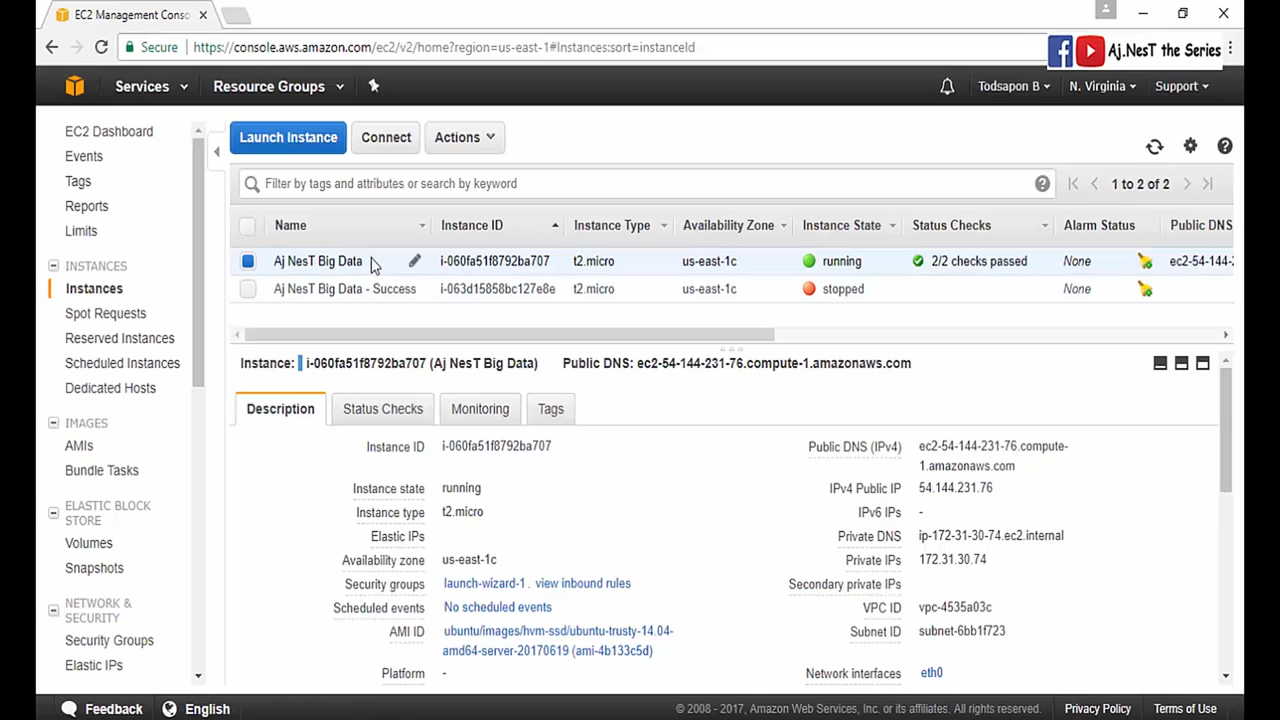 EC2 Management Conso
Secure
https://console.aws.amazon.com/ec2/v2/home?region=us-east-1#Instances:sort=instanceId
Aj.NesT the Series
Services
Resource Groups
Todsapon B
N. Virginia
Support
EC2 Dashboard
Events
Tags
Reports
Limits
INSTANCES
Instances
Spot Requests
Reserved Instances
Scheduled Instances
Dedicated Hosts
IMAGES
AMIs
Bundle Tasks
ELASTIC BLOCK
STORE
Volumes
Snapshots
NETWORK &
SECURITY
Security Groups
Elastic IPs
Launch Instance
Connect
Actions
Filter by tags and attributes or search by keyword
1 to 2 of 2
Name Instance ID Instance Type Availability Zone Instance State Status Checks Alarm Status Public DNS
Aj NesT Big Data i-060fa51f8792ba707 t2.micro us-east-1c running 2/2 checks passed None ec2-54-144-2
Aj NesT Big Data - Success i-063d15858bc127e8e t2.micro us-east-1c stopped None
Instance: i-060fa51f8792ba707 (Aj NesT Big Data) Public DNS: ec2-54-144-231-76.compute-1.amazonaws.com
Description
Status Checks
Monitoring
Tags
Instance ID i-060fa51f8792ba707
Instance state running
Instance type t2.micro
Elastic IPs
Availability zone us-east-1c
Security groups launch-wizard-1. view inbound rules
Scheduled events No scheduled events
AMI ID ubuntu/images/hvm-ssd/ubuntu-trusty-14.04-
amd64-server-20170619 (ami-4b133c5d)
Platform -
Public DNS (IPv4) ec2-54-144-231-76.compute-
1.amazonaws.com
IPv4 Public IP 54.144.231.76
IPv6 IPs -
Private DNS ip-172-31-30-74.ec2.internal
Private IPs 172.31.30.74
Secondary private IPs
VPC ID vpc-4535a03c
Subnet ID subnet-6bb1f723
Network interfaces eth0
Feedback
English
© 2008 - 2017, Amazon Web Services, Inc. or its affiliates. All rights reserved.
Privacy Policy
Terms of Use